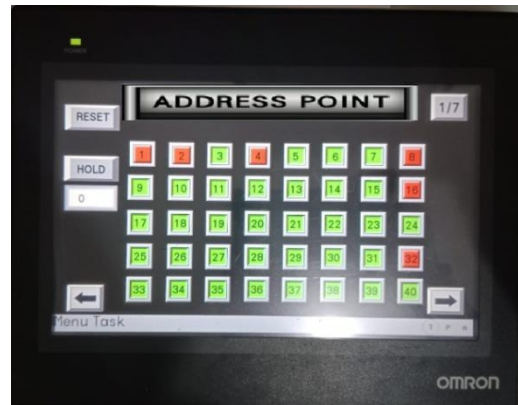 POWER
ADDRESS POINT
1/7
RESET
1 2 3 4 5 6 7 8
HOLD
9 10 11 12 13 14 15 16
0
17 18 19 20 21 22 23 24
25 26 27 28 29 30 31 32
33 34 35 36 37 38 39 40
Menu Task
omron